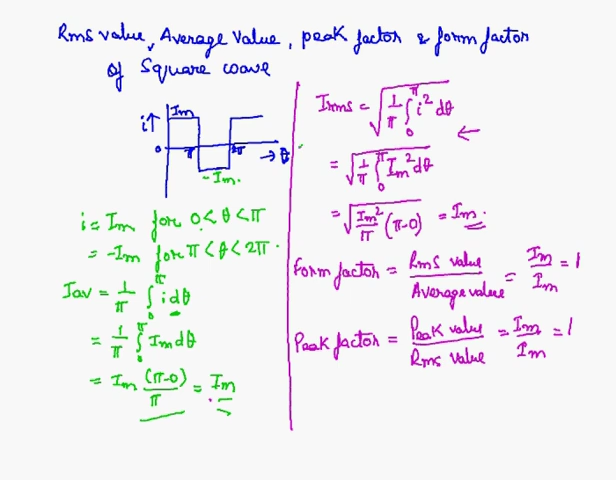 Rms value, Average Value, peak factor & form factor
of Square wave
i↑ Im
0 π 2π → θ
-Im.
i = Im for 0 < θ < π
= -Im for π < θ < 2π.
Iav = 1/π ∫₀^π i dθ
= 1/π ∫₀^π Im dθ
= Im (π-0)/π = Im
Irms = √(1/π ∫₀^π i² dθ) ←
= √(1/π ∫₀^π Im² dθ)
= √(Im²/π (π-0)) = Im.
Form factor = Rms value / Average value = Im/Im = 1
Peak factor = Peak value / Rms value = Im/Im = 1